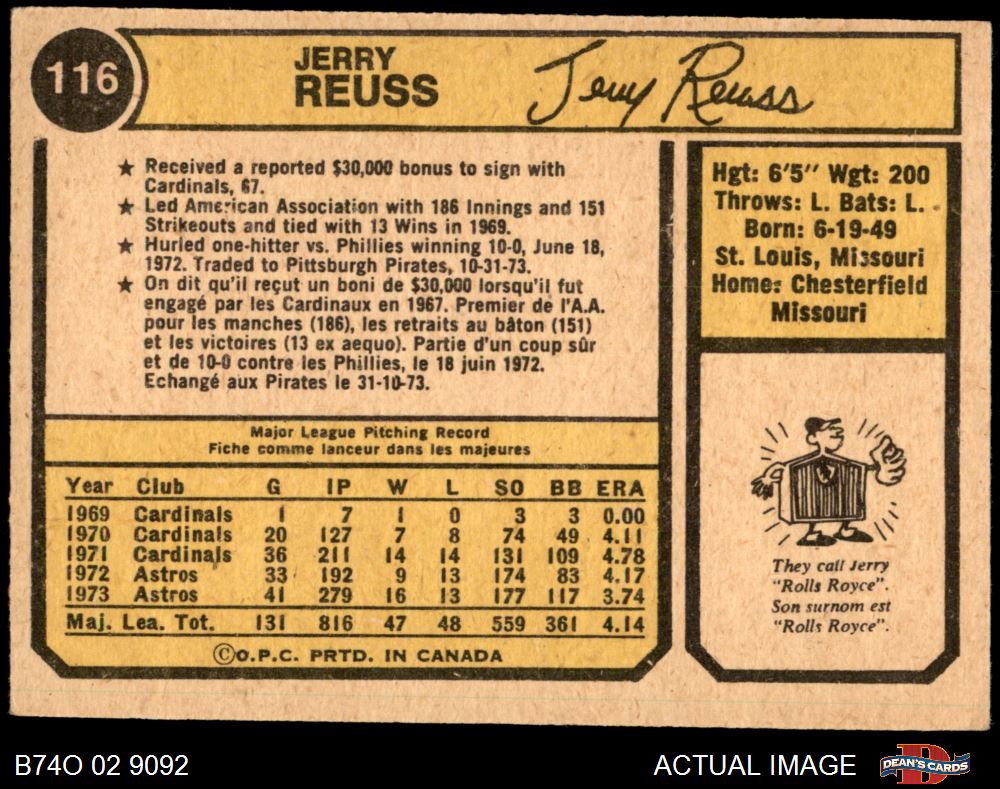 116
JERRY
REUSS
Jerry Reuss
★ Received a reported $30,000 bonus to sign with
Cardinals, 67.
★ Led American Association with 186 Innings and 151
Strikeouts and tied with 13 Wins in 1969.
★ Hurled one-hitter vs. Phillies winning 10-0, June 18,
1972. Traded to Pittsburgh Pirates, 10-31-73.
★ On dit qu'il reçut un boni de $30,000 lorsqu'il fut
engagé par les Cardinaux en 1967. Premier de l'A.A.
pour les manches (186), les retraits au bâton (151)
et les victoires (13 ex aequo). Partie d'un coup sûr
et de 10-0 contre les Phillies, le 18 juin 1972.
Echangé aux Pirates le 31-10-73.
Hgt: 6'5" Wgt: 200
Throws: L. Bats: L.
Born: 6-19-49
St. Louis, Missouri
Home: Chesterfield
Missouri
Major League Pitching Record
Fiche comme lanceur dans les majeures
Year Club G IP W L SO BB ERA
1969 Cardinals 1 7 1 0 3 3 0.00
1970 Cardinals 20 127 7 8 74 49 4.11
1971 Cardinals 36 211 14 14 131 109 4.78
1972 Astros 33 192 9 13 174 83 4.17
1973 Astros 41 279 16 13 177 117 3.74
Maj. Lea. Tot. 131 816 47 48 559 361 4.14
©O.P.C. PRTD. IN CANADA
They call Jerry
"Rolls Royce".
Son surnom est
"Rolls Royce".
B74O 02 9092
ACTUAL IMAGE
DEAN'S CARDS